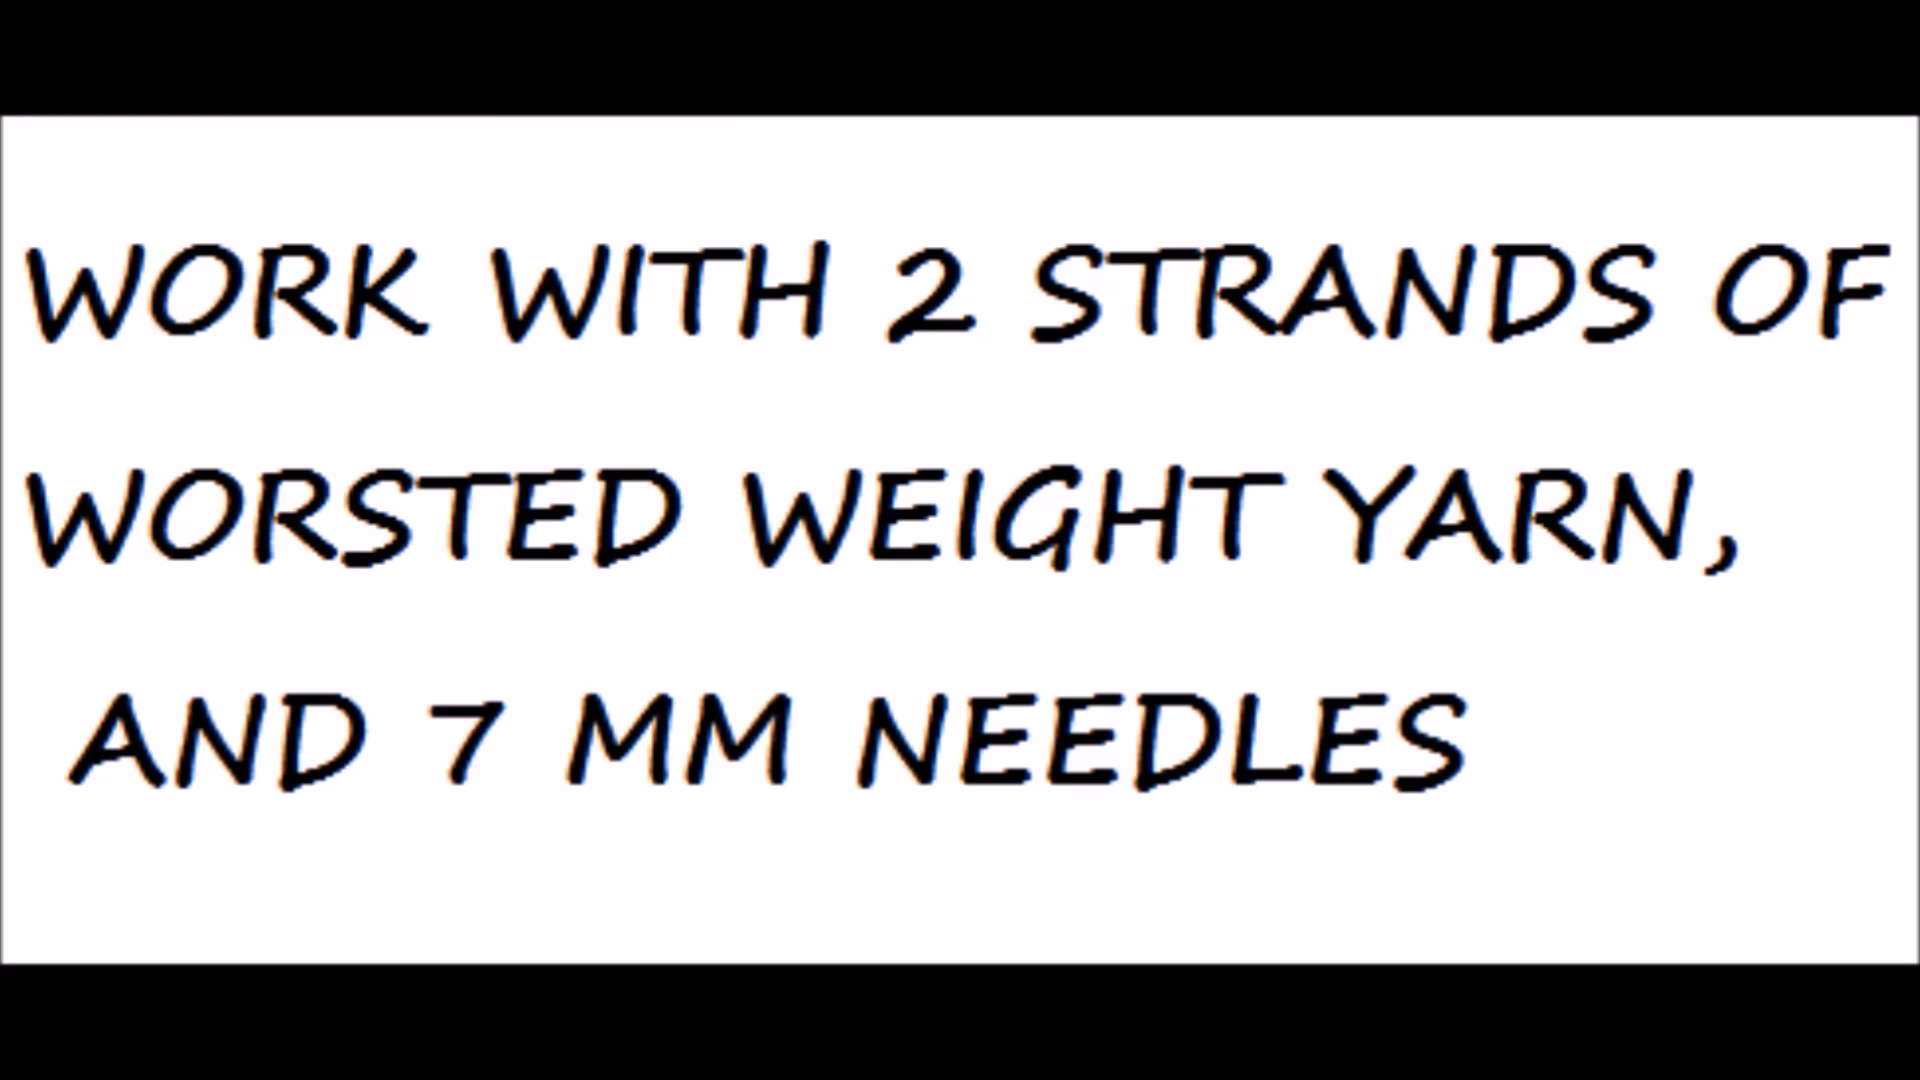 WORK WITH 2 STRANDS OF
WORSTED WEIGHT YARN,
AND 7 MM NEEDLES